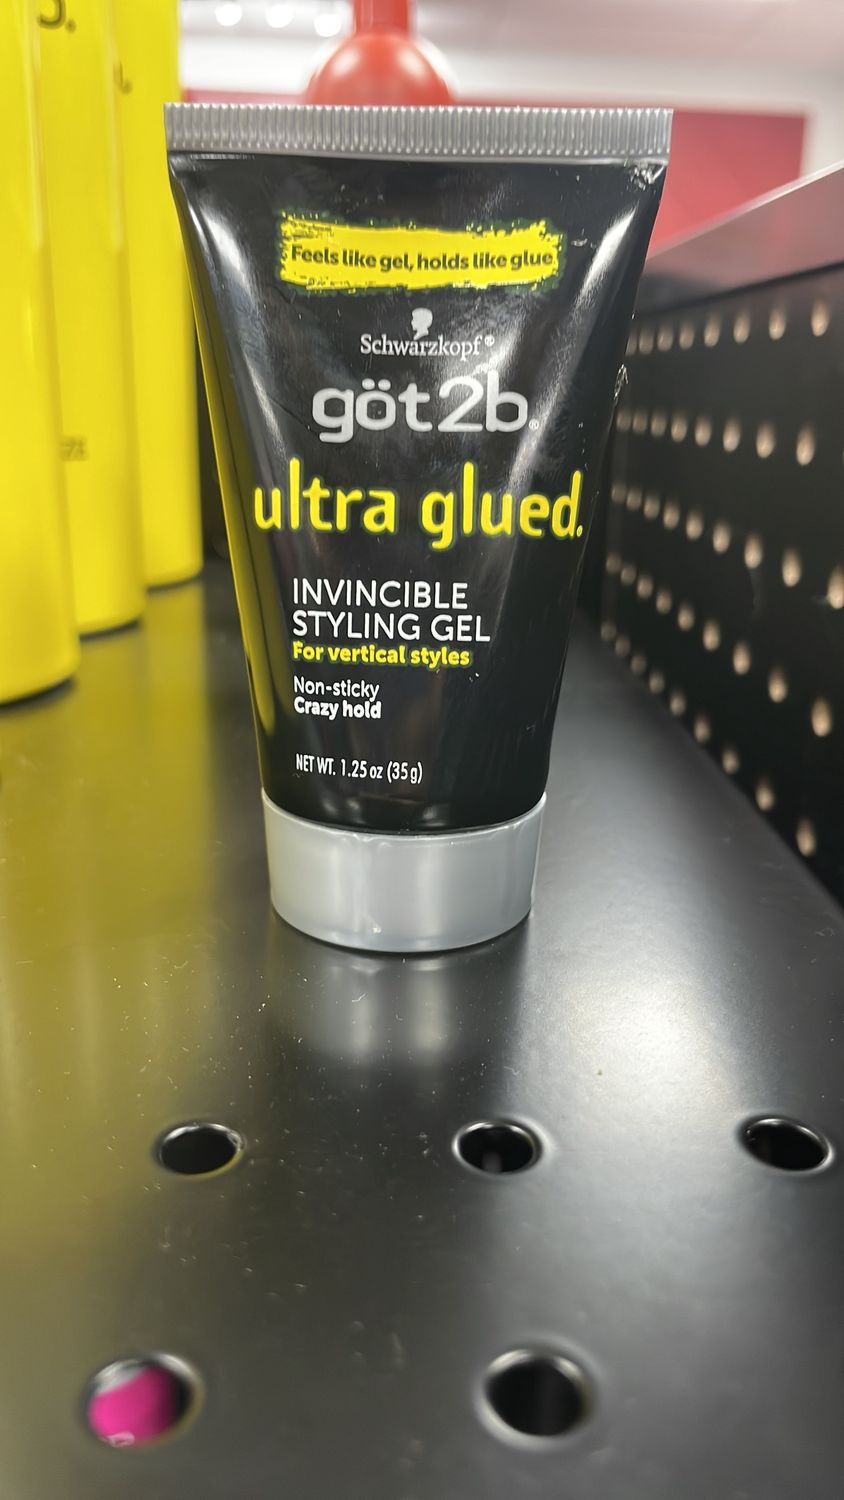 Feels like gel, holds like glue
Schwarzkopf®
göt2b®
ultra glued.
INVINCIBLE
STYLING GEL
For vertical styles
Non-sticky
Crazy hold
NET WT. 1.25 oz (35 g)